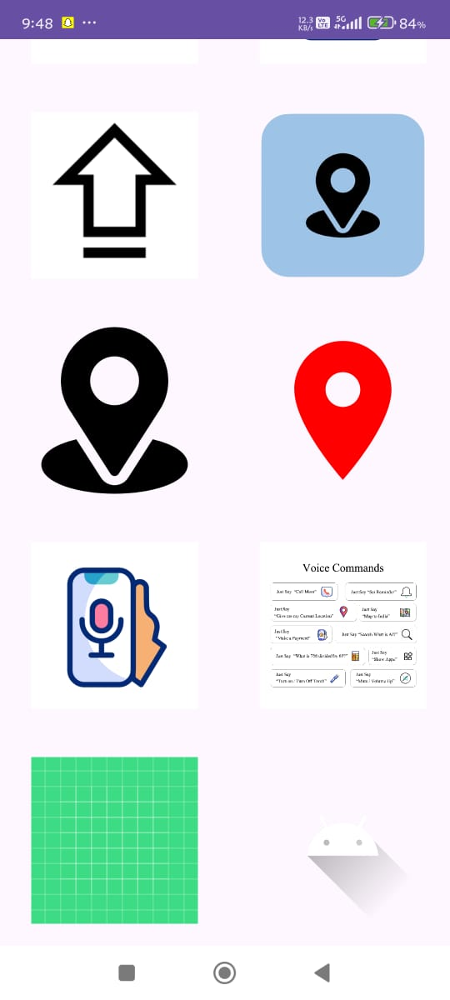 9:48
12.3
KB/s
Vo
LTE
5G
84%
Voice Commands
Just Say "Call Mom"
Just Say "Set Reminder"
Just Say
"Give me my Current Location"
Just Say
"Map to India"
Just Say
"Make a Payment"
Just Say "Search What is AI?"
Just Say "What is 756 divided by 6?"
Just Say
"Show Apps"
Just Say
"Turn on / Turn Off Torch"
Just Say
"Mute / Volume Up"